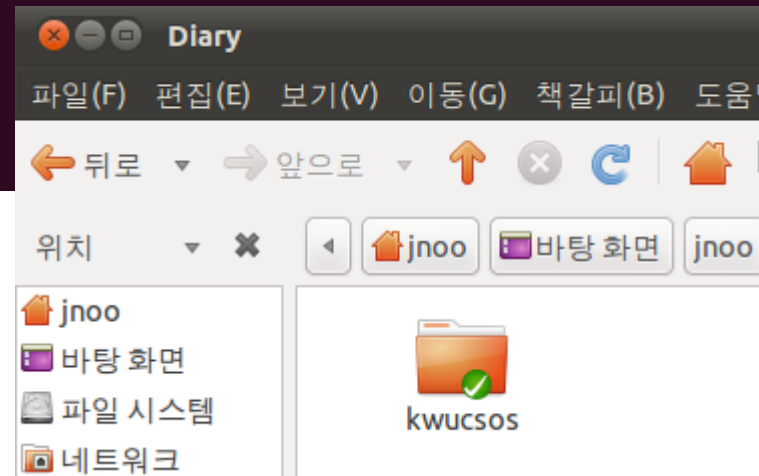 Diary
파일(F) 편집(E) 보기(V) 이동(G) 책갈피(B)
뒤로 앞으로
위치 jnoo 바탕 화면 jnoo
jnoo
바탕 화면
파일 시스템
네트워크
kwucsos